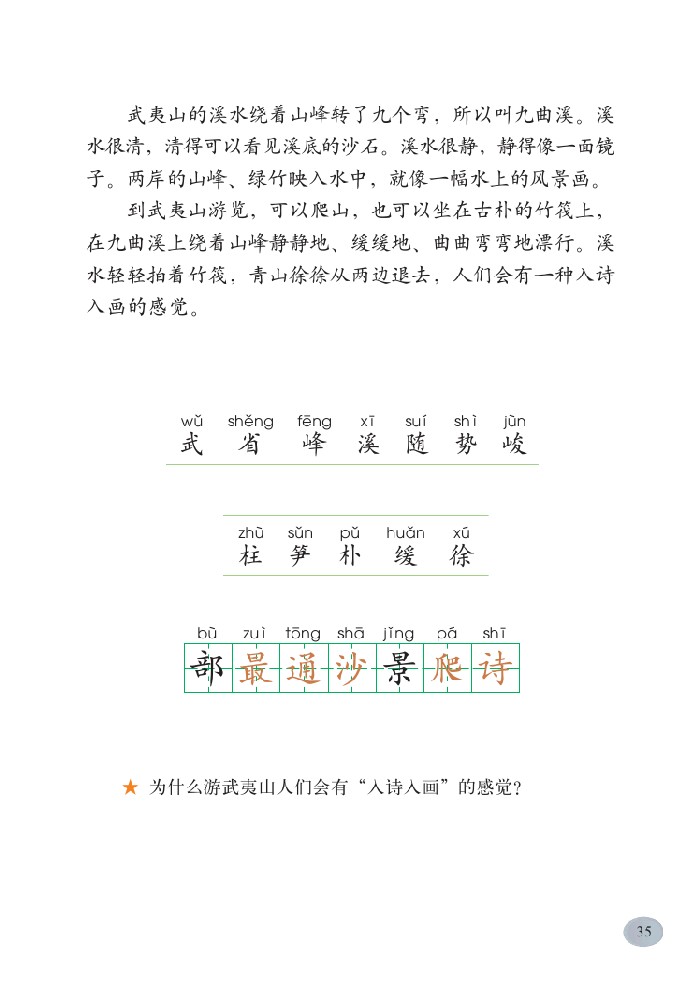 武夷山的溪水绕着山峰转了九个弯，所以叫九曲溪。溪
水很清，清得可以看见溪底的沙石。溪水很静，静得像一面镜
子。两岸的山峰、绿竹映入水中，就像一幅水上的风景画。
到武夷山游览，可以爬山，也可以坐在古朴的竹筏上，
在九曲溪上绕着山峰静静地、缓缓地、曲曲弯弯地漂行。溪
水轻轻拍着竹筏，青山徐徐从两边退去，人们会有一种入诗
入画的感觉。
wǔ shěng fēng xī suí shì jùn
武 省 峰 溪 随 势 峻
zhù sǔn pǔ huǎn xú
柱 笋 朴 缓 徐
bù zuì tōng shā jǐng pá shī
部 最 通 沙 景 爬 诗
★ 为什么游武夷山人们会有“入诗入画”的感觉？
35